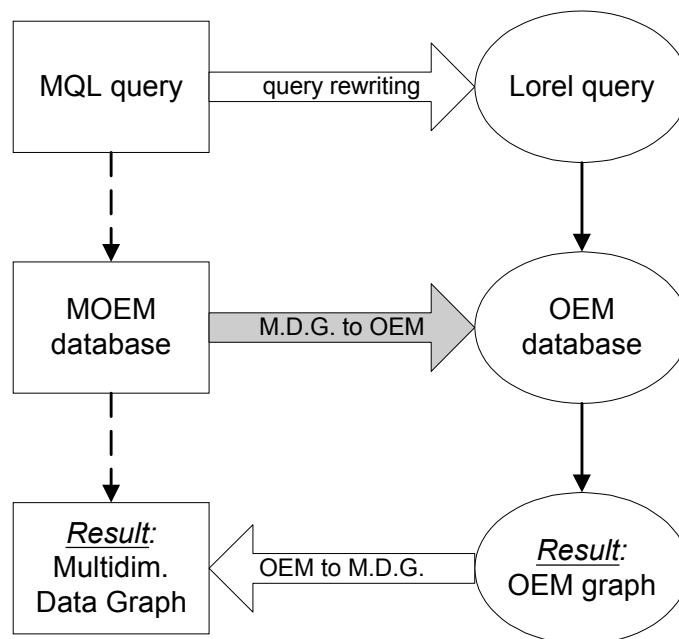 MQL query
query rewriting
Lorel query
MOEM
database
M.D.G. to OEM
OEM
database
Result:
Multidim.
Data Graph
OEM to M.D.G.
Result:
OEM graph